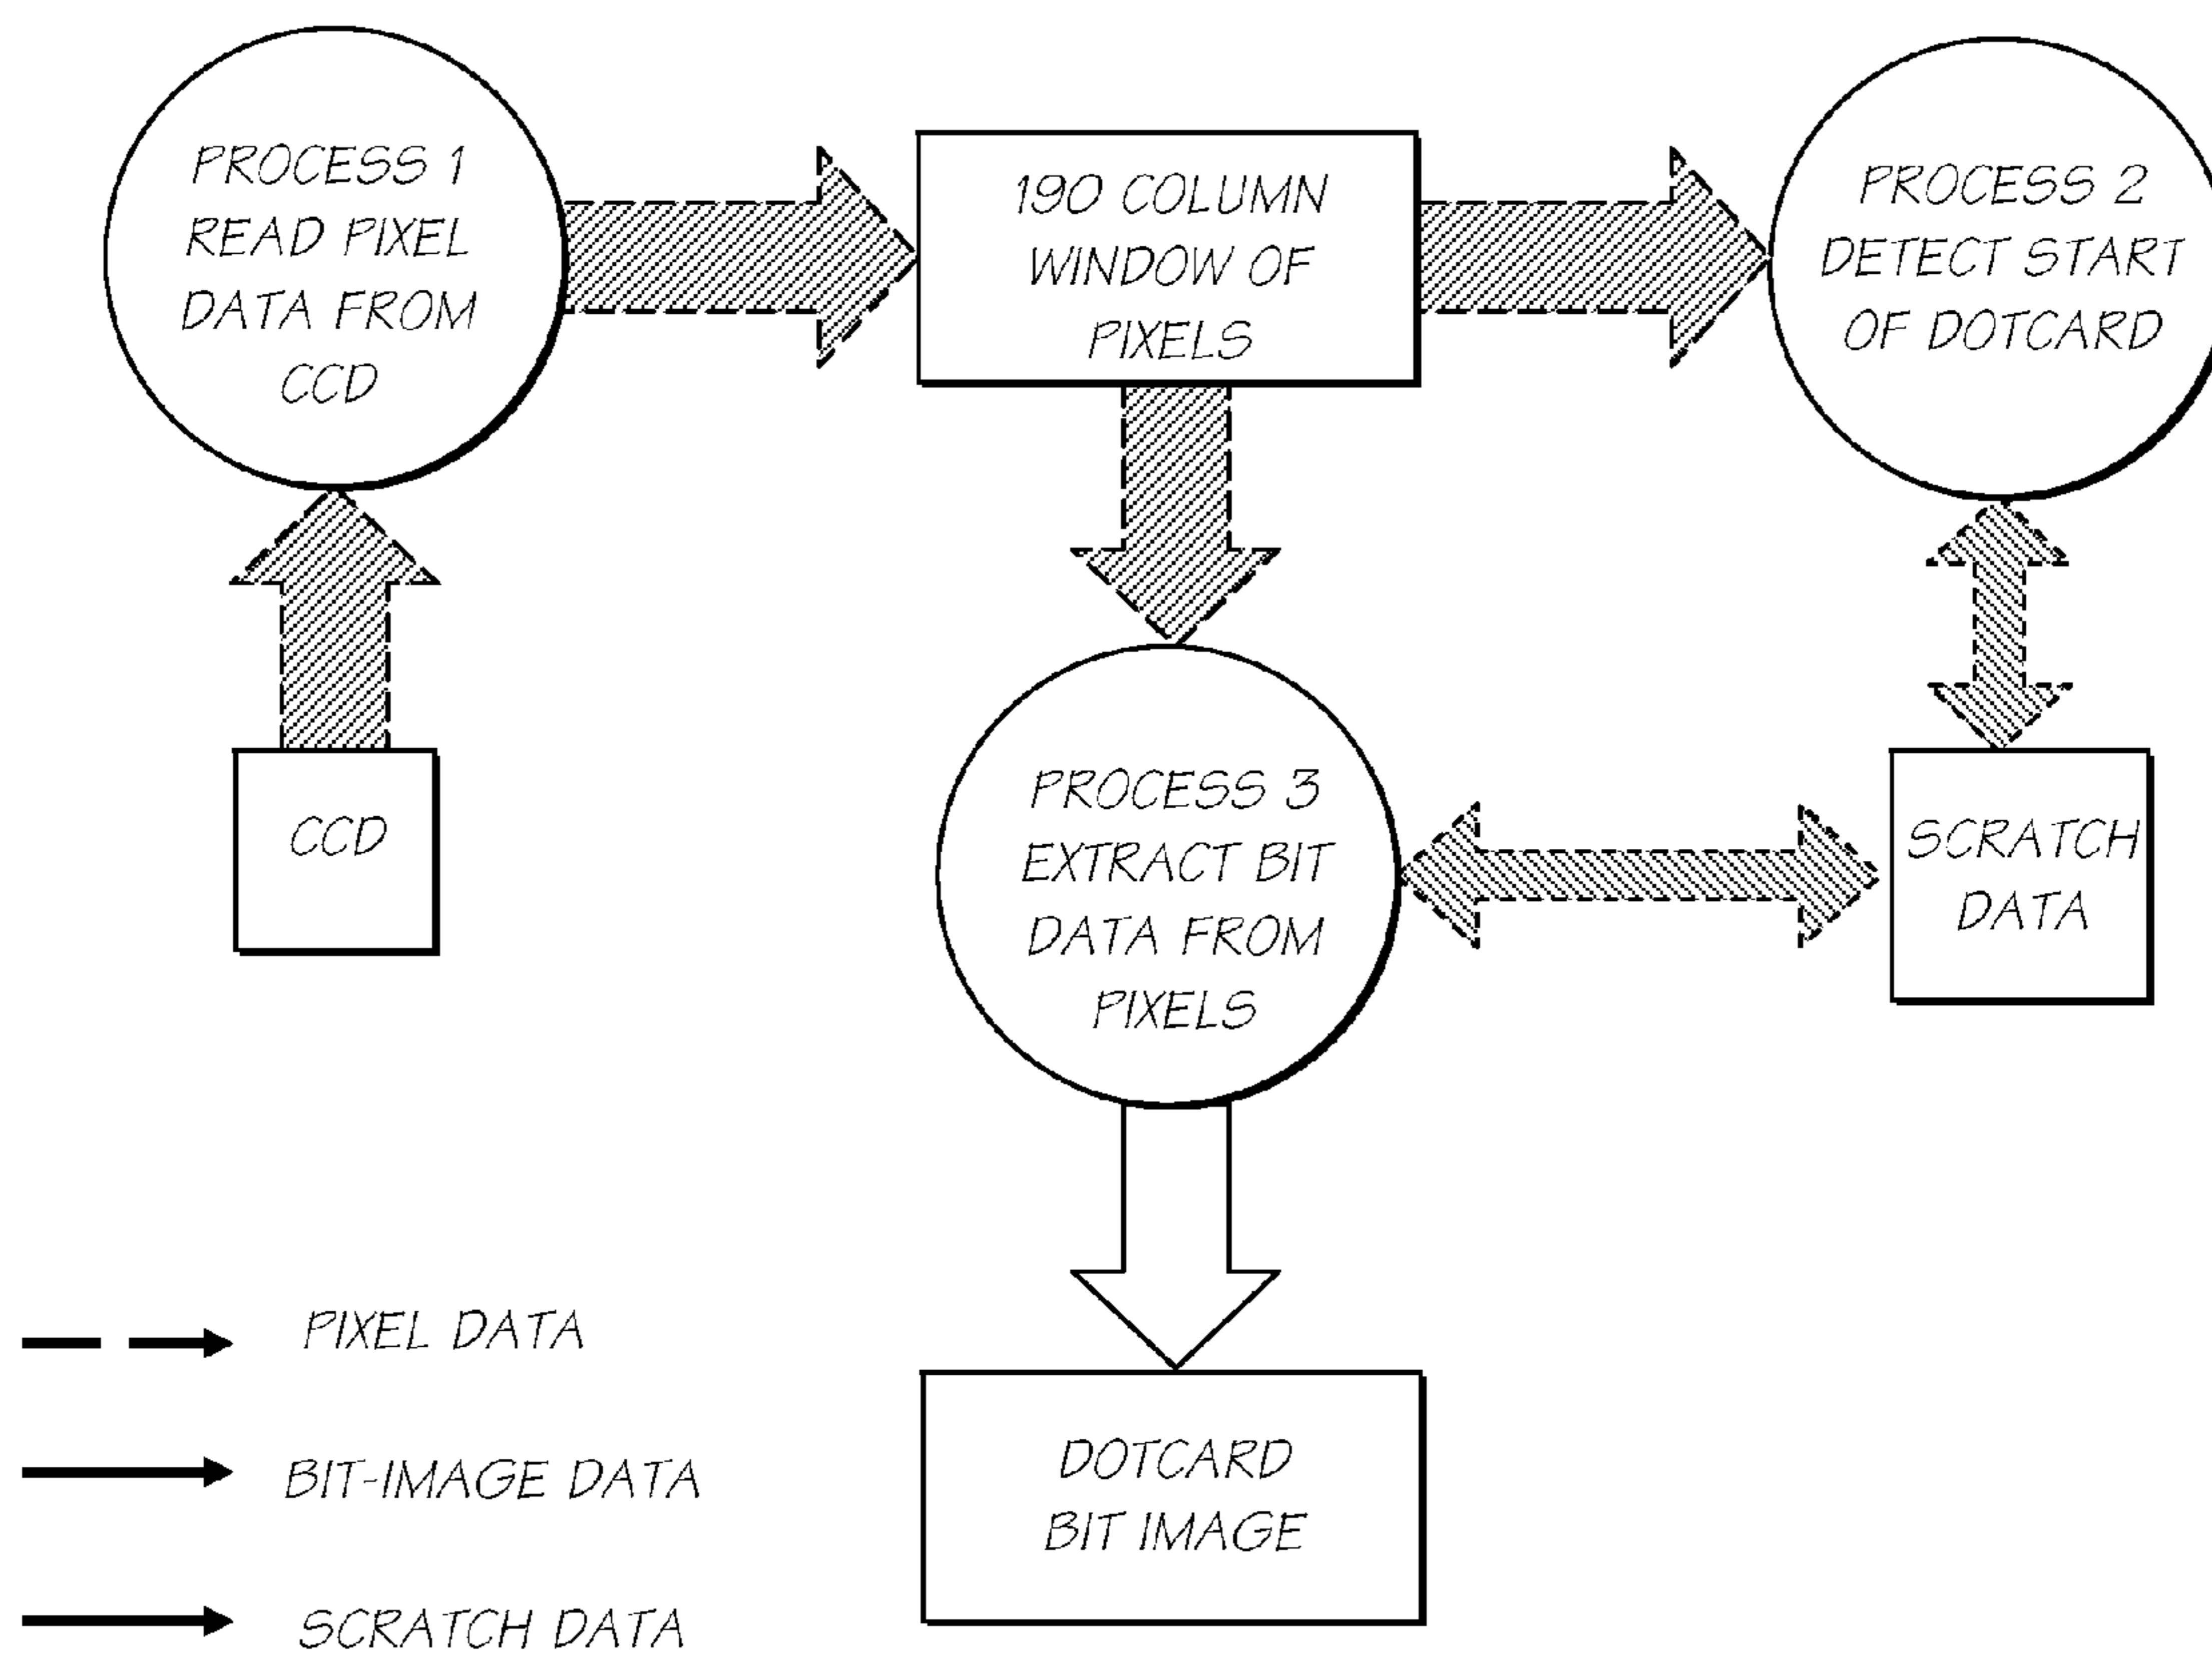 PROCESS 1
READ PIXEL
DATA FROM
CCD
190 COLUMN
WINDOW OF
PIXELS
PROCESS 2
DETECT START
OF DOTCARD
CCD
PROCESS 3
EXTRACT BIT
DATA FROM
PIXELS
SCRATCH
DATA
PIXEL DATA
BIT-IMAGE DATA
SCRATCH DATA
DOTCARD
BIT IMAGE